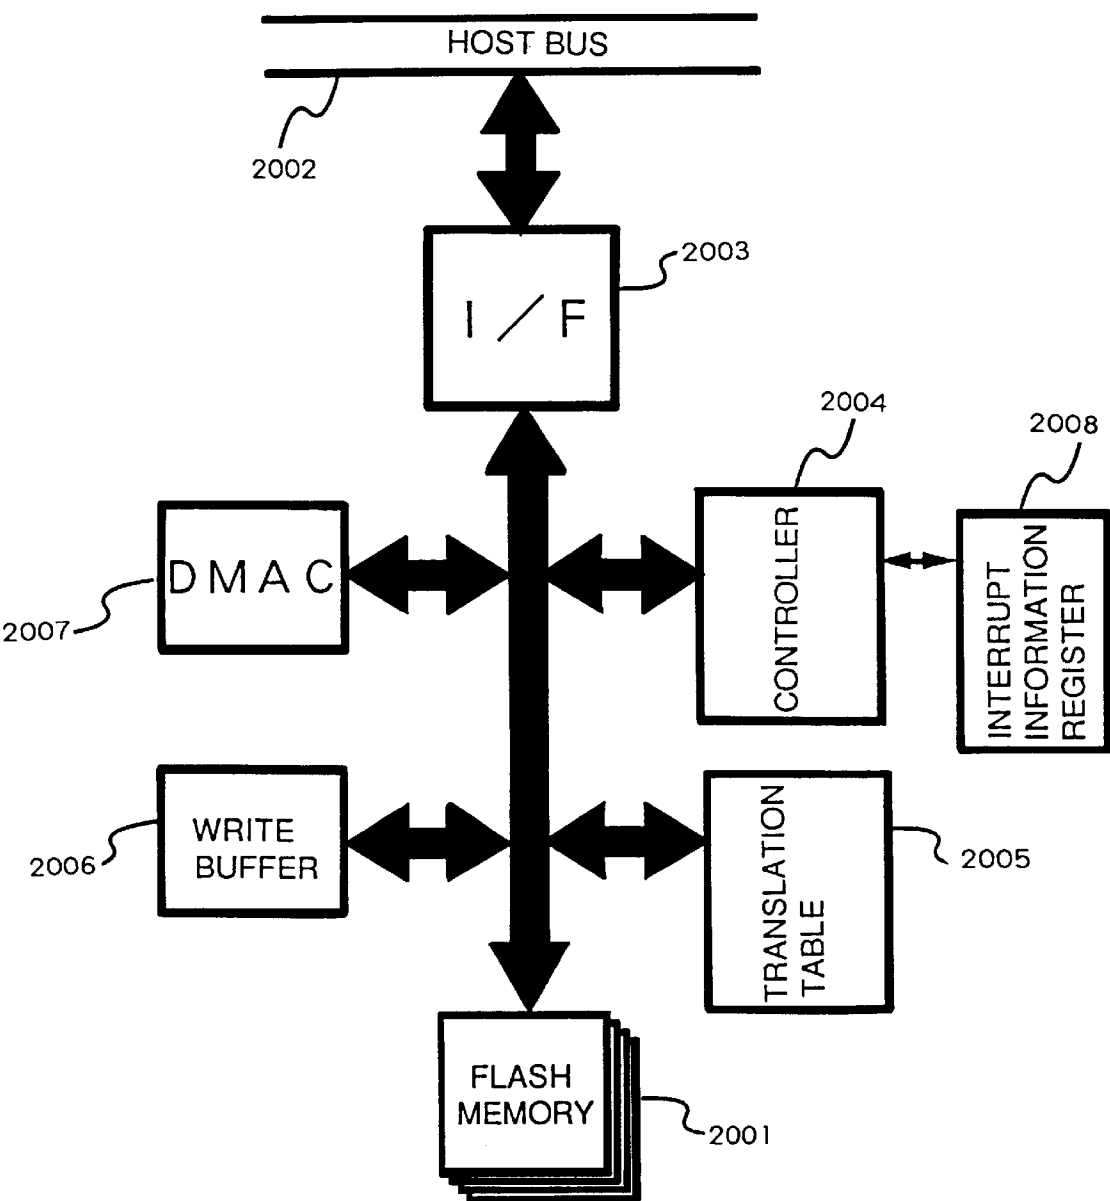 HOST BUS
2002
2003
I/F
2004
2008
DMAC
2007
CONTROLLER
INTERRUPT
INFORMATION
REGISTER
WRITE
BUFFER
2006
TRANSLATION
TABLE
2005
FLASH
MEMORY
2001